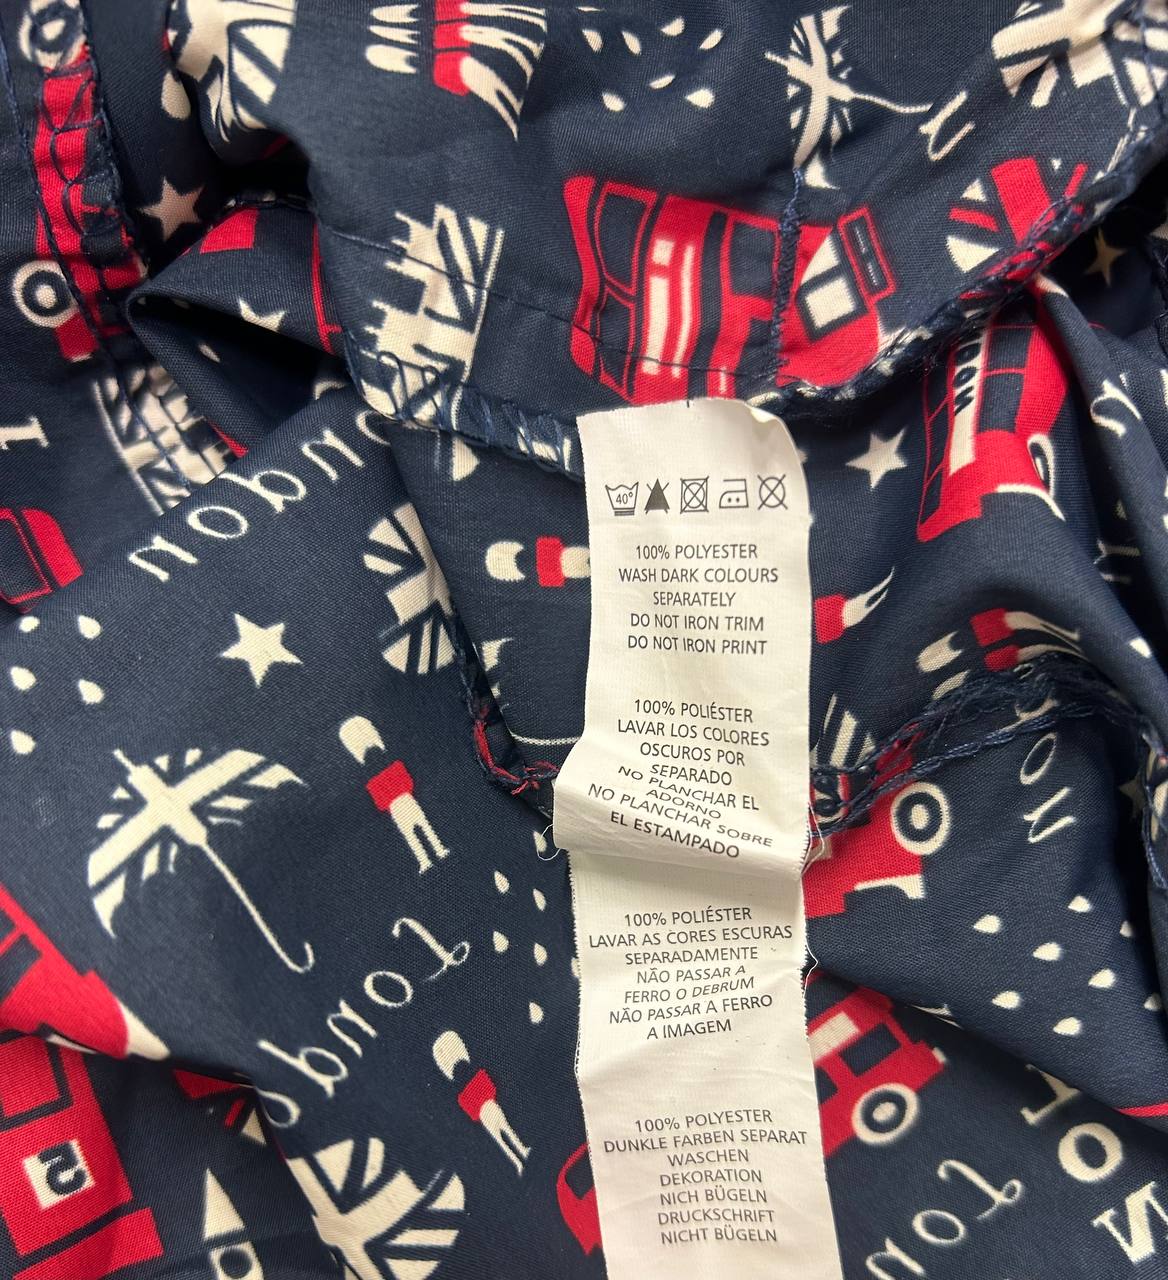 40°
100% POLYESTER
WASH DARK COLOURS
SEPARATELY
DO NOT IRON TRIM
DO NOT IRON PRINT
100% POLIÉSTER
LAVAR LOS COLORES
OSCUROS POR
SEPARADO
NO PLANCHAR EL
ADORNO
NO PLANCHAR SOBRE
EL ESTAMPADO
100% POLIÉSTER
LAVAR AS CORES ESCURAS
SEPARADAMENTE
NÃO PASSAR A
FERRO O DEBRUM
NÃO PASSAR A FERRO
A IMAGEM
100% POLYESTER
DUNKLE FARBEN SEPARAT
WASCHEN
DEKORATION
NICH BÜGELN
DRUCKSCHRIFT
NICHT BÜGELN
London